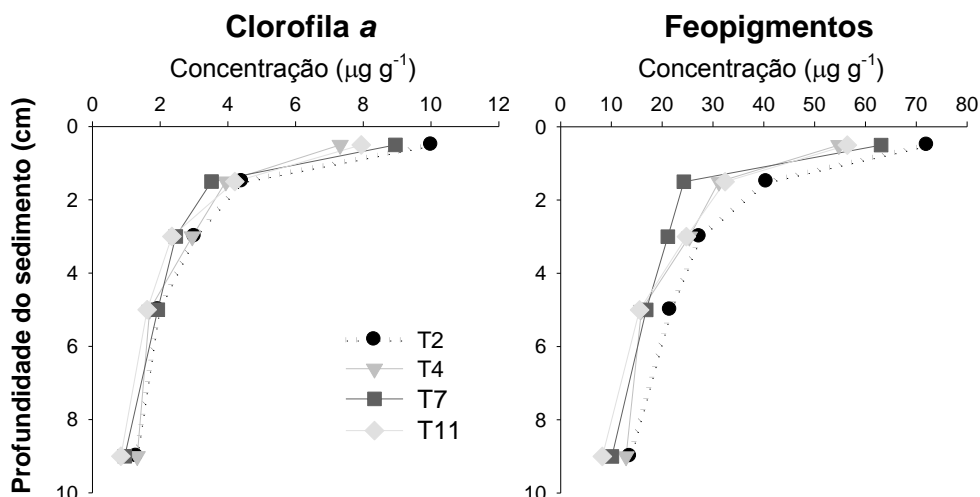 Clorofila a
Feopigmentos
Concentração (μg g-1)
Concentração (μg g-1)
0 2 4 6 8 10 12
0 10 20 30 40 50 60 70 80
Profundidade do sedimento (cm)
0
2
4
6
8
10
0
2
4
6
8
10
T2
T4
T7
T11